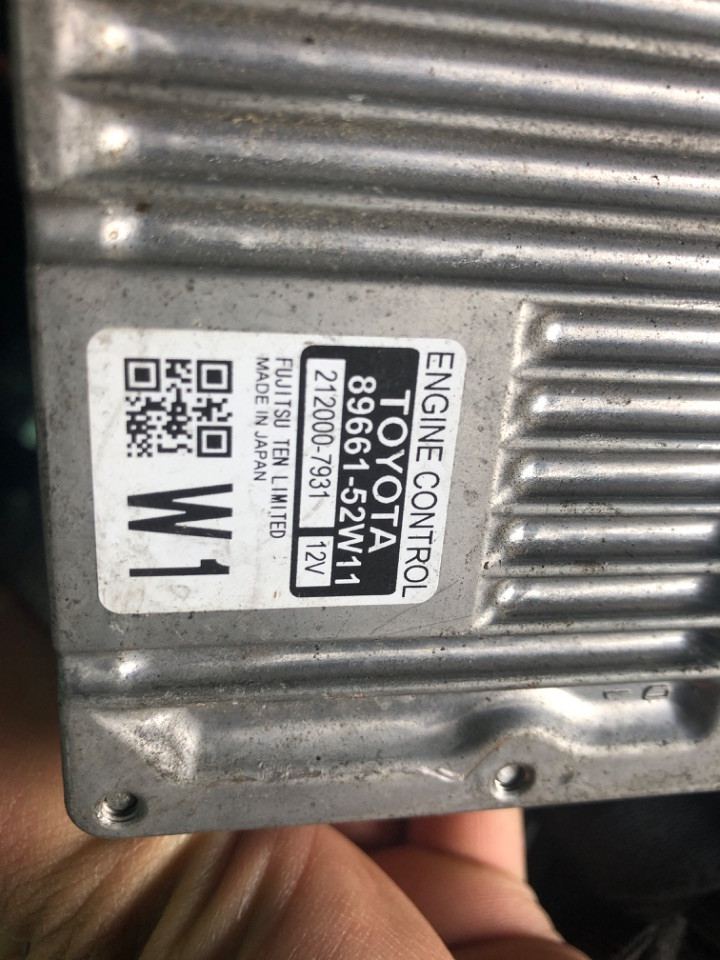 ENGINE CONTROL
TOYOTA
89661-52W11
212000-7931 12V
FUJITSU TEN LIMITED
MADE IN JAPAN
W1